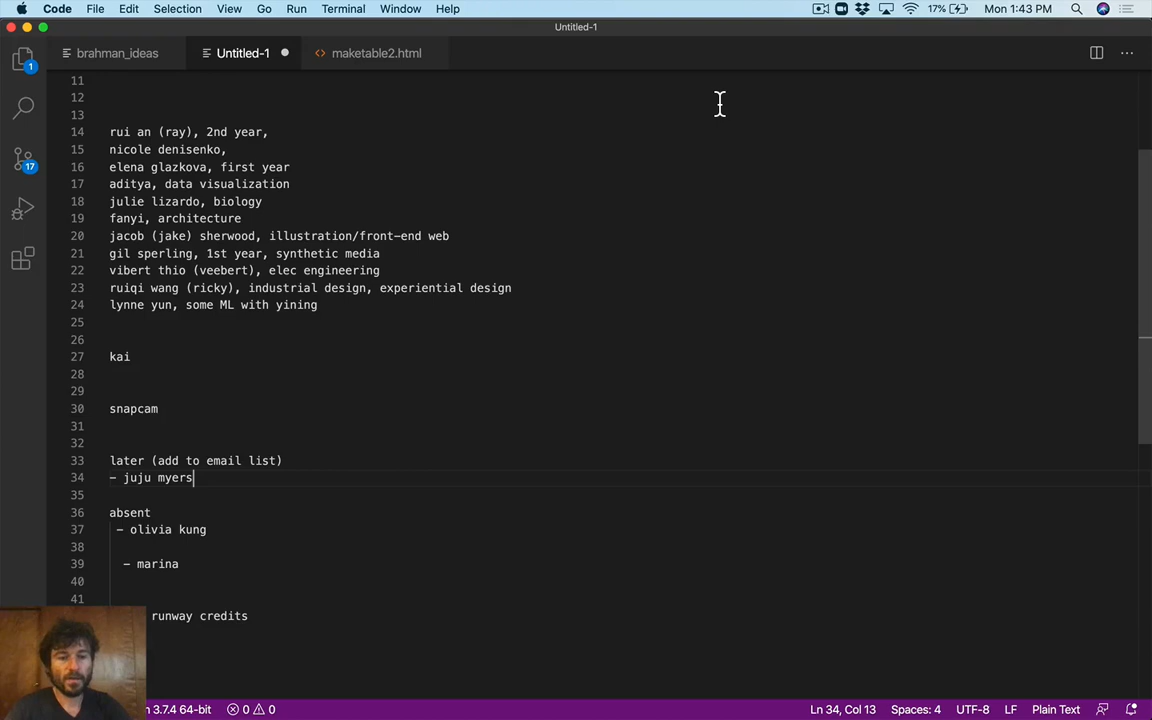 Code File Edit Selection View Go Run Terminal Window Help 17% Mon 1:43 PM
Untitled-1
brahman_ideas Untitled-1 maketable2.html
1
17
11
12
13
14 rui an (ray), 2nd year,
15 nicole denisenko,
16 elena glazkova, first year
17 aditya, data visualization
18 julie lizardo, biology
19 fanyi, architecture
20 jacob (jake) sherwood, illustration/front-end web
21 gil sperling, 1st year, synthetic media
22 vibert thio (veebert), elec engineering
23 ruiqi wang (ricky), industrial design, experiential design
24 lynne yun, some ML with yining
25
26
27 kai
28
29
30 snapcam
31
32
33 later (add to email list)
34 - juju myers
35
36 absent
37 - olivia kung
38
39 - marina
40
41
runway credits
3.7.4 64-bit 0 0 Ln 34, Col 13 Spaces: 4 UTF-8 LF Plain Text